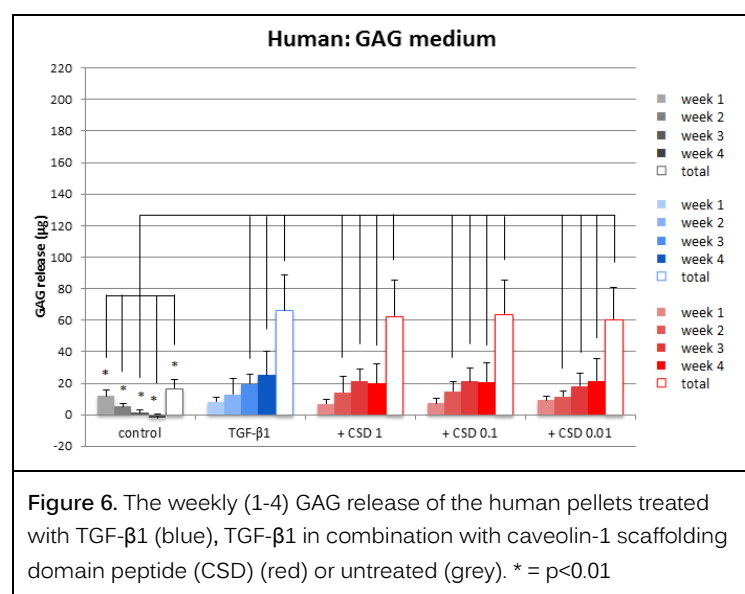 Human: GAG medium
GAG release (µg)
220
200
180
160
140
120
100
80
60
40
20
0
-20
* * * * *
control TGF-β1 + CSD 1 + CSD 0.1 + CSD 0.01
week 1
week 2
week 3
week 4
total
week 1
week 2
week 3
week 4
total
week 1
week 2
week 3
week 4
total
Figure 6. The weekly (1-4) GAG release of the human pellets treated
with TGF-β1 (blue), TGF-β1 in combination with caveolin-1 scaffolding
domain peptide (CSD) (red) or untreated (grey). * = p<0.01